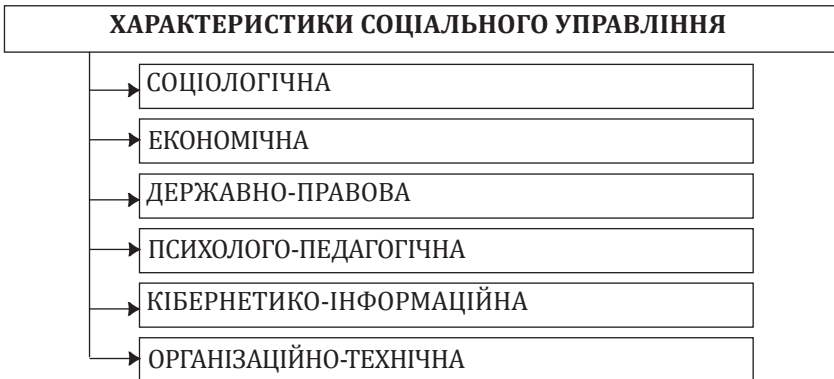 ХАРАКТЕРИСТИКИ СОЦІАЛЬНОГО УПРАВЛІННЯ
СОЦІОЛОГІЧНА
ЕКОНОМІЧНА
ДЕРЖАВНО-ПРАВОВА
ПСИХОЛОГО-ПЕДАГОГІЧНА
КІБЕРНЕТИКО-ІНФОРМАЦІЙНА
ОРГАНІЗАЦІЙНО-ТЕХНІЧНА